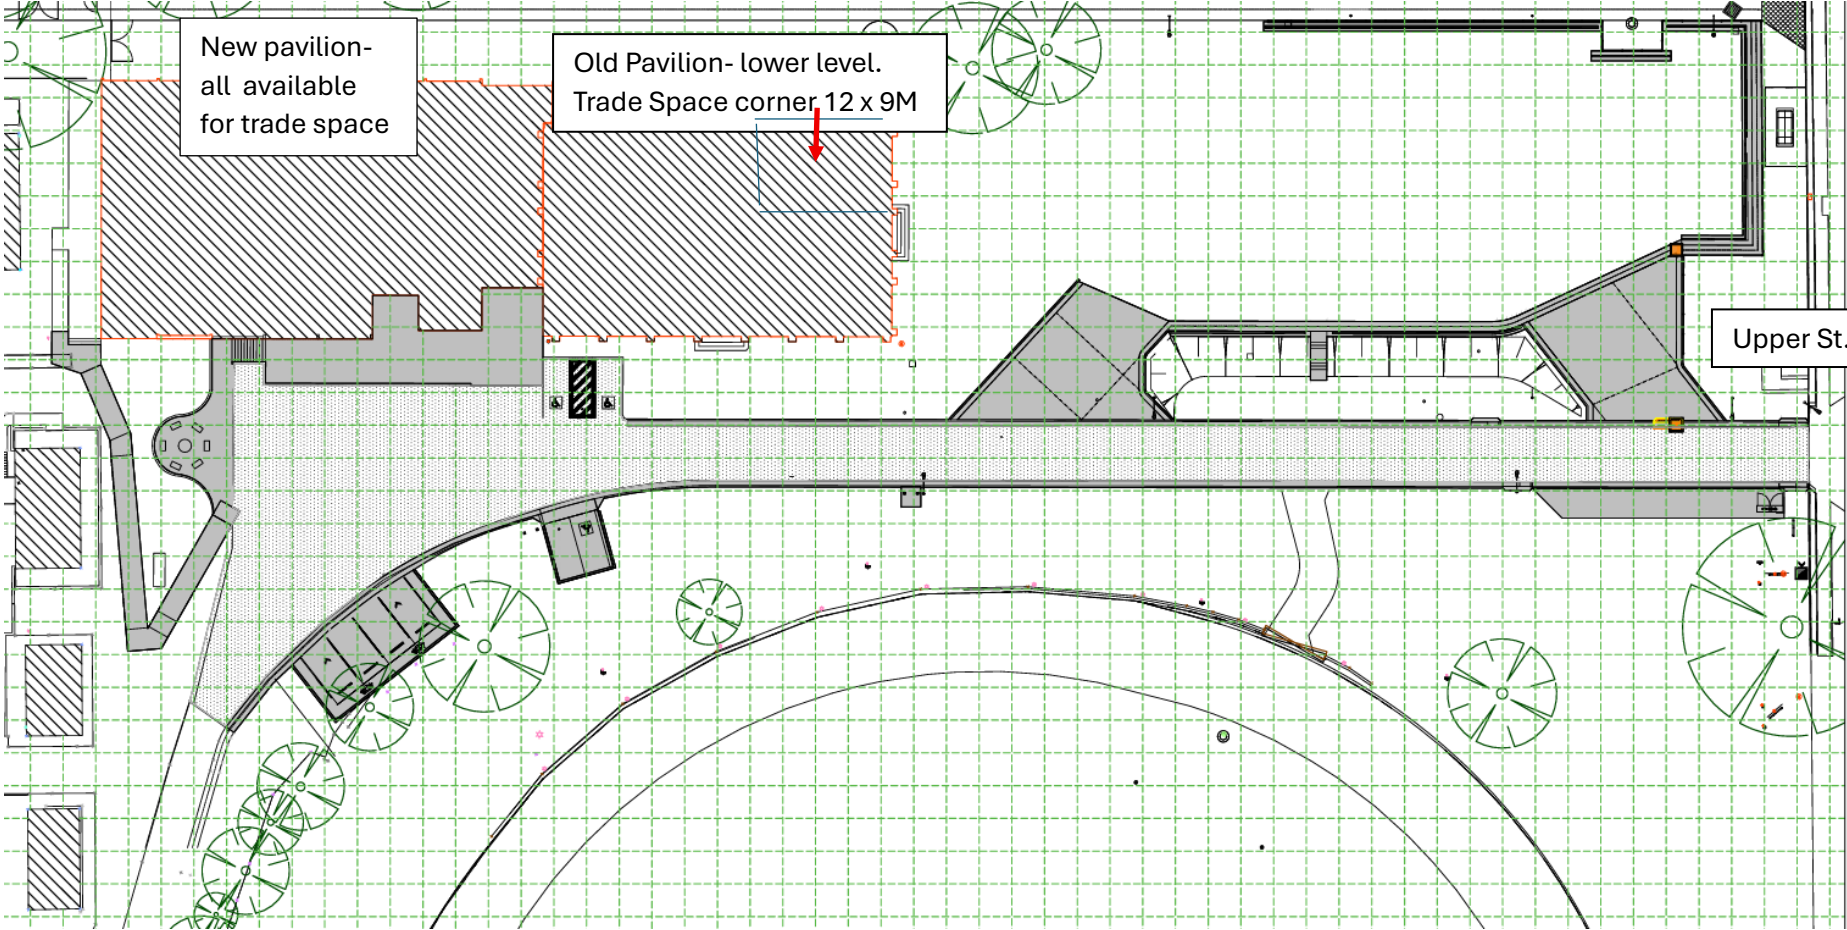 New pavilion-
all available
for trade space
Old Pavilion- lower level.
Trade Space corner 12 x 9M
Upper St.